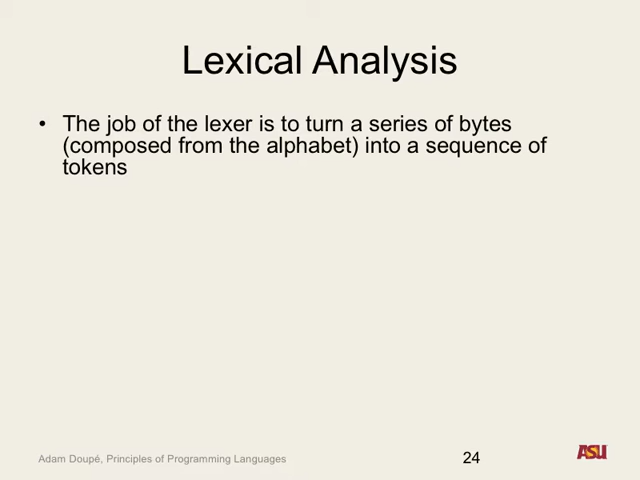 Lexical Analysis
• The job of the lexer is to turn a series of bytes
(composed from the alphabet) into a sequence of
tokens
Adam Doupé, Principles of Programming Languages
24
ASU